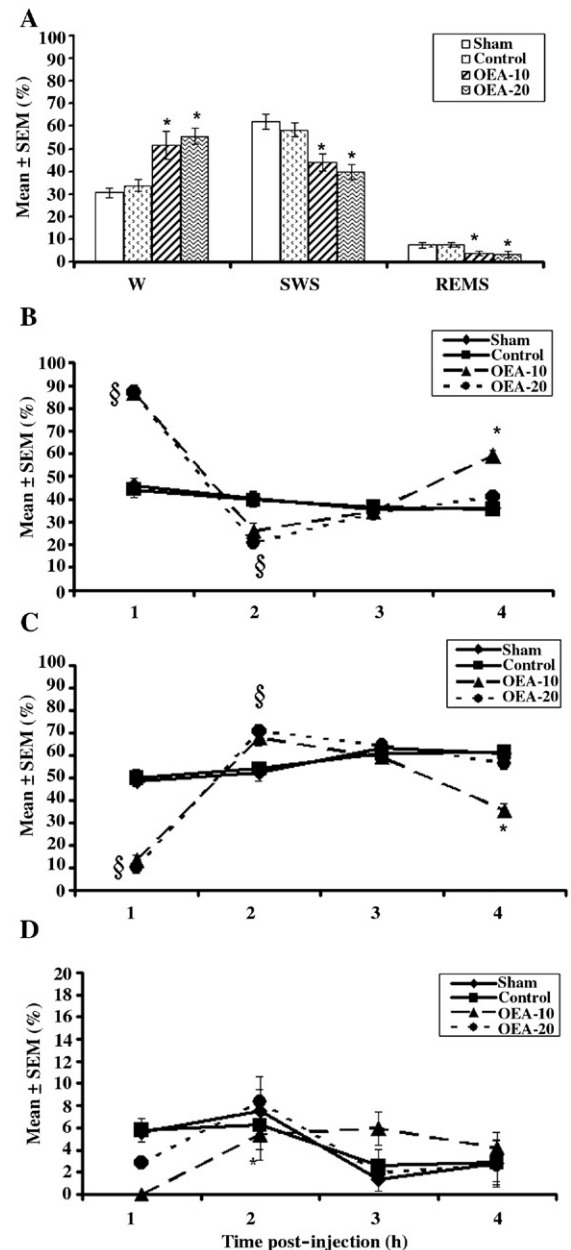 A
100
90
80
70
60
50
40
30
20
10
0
Mean ± SEM (%)
Sham
Control
OEA-10
OEA-20
* *
* *
* *
W SWS REMS
B
100
90
80
70
60
50
40
30
20
10
0
Mean ± SEM (%)
Sham
Control
OEA-10
OEA-20
§
§
*
1 2 3 4
C
100
90
80
70
60
50
40
30
20
10
0
Mean ± SEM (%)
Sham
Control
OEA-10
OEA-20
§
§
*
1 2 3 4
D
20
18
16
14
12
10
8
6
4
2
0
Mean ± SEM (%)
Sham
Control
OEA-10
OEA-20
*
1 2 3 4
Time post-injection (h)